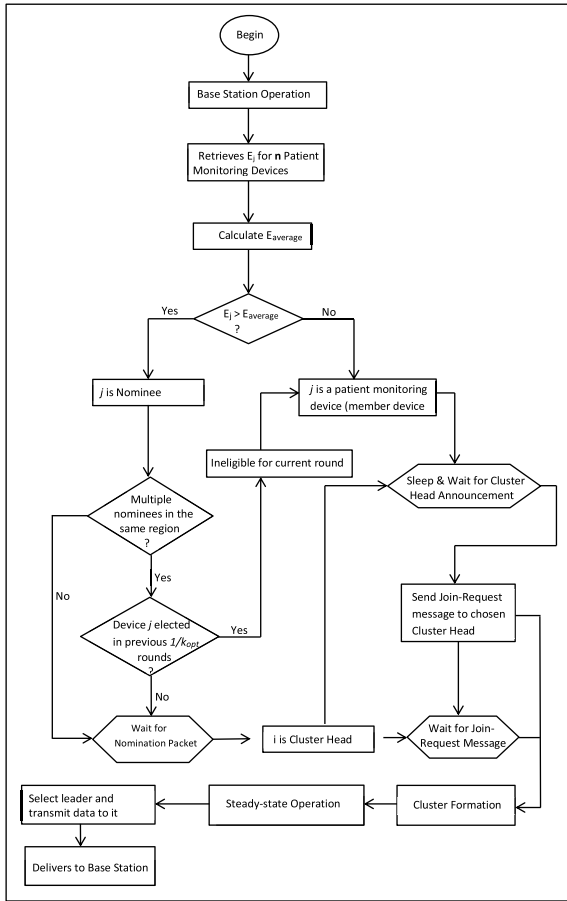 Begin
Base Station Operation
Retrieves Ej for n Patient
Monitoring Devices
Calculate Eaverage
Ej > Eaverage
?
Yes
No
j is Nominee
j is a patient monitoring
device (member device
Ineligible for current round
Sleep & Wait for Cluster
Head Announcement
Multiple
nominees in the
same region
?
No
Yes
Send Join-Request
message to chosen
Cluster Head
Device j elected
in previous 1/kopt
rounds
?
Yes
No
Wait for
Nomination Packet
i is Cluster Head
Wait for Join-
Request Message
Select leader and
transmit data to it
Steady-state Operation
Cluster Formation
Delivers to Base Station